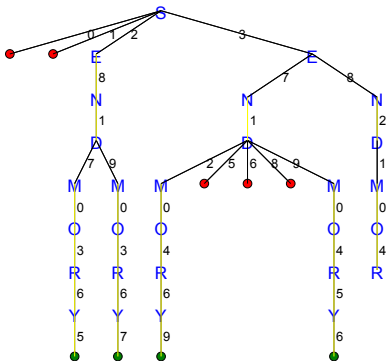 S
0 1 2 3
E E
8 7 8
N N N
1 1 2
D D D
7 9 2 5 6 8 9 1
M M M M M
0 0 0 0 0
O O O O O
3 3 4 4 4
R R R R R
6 6 6 5
Y Y Y Y
5 7 9 6